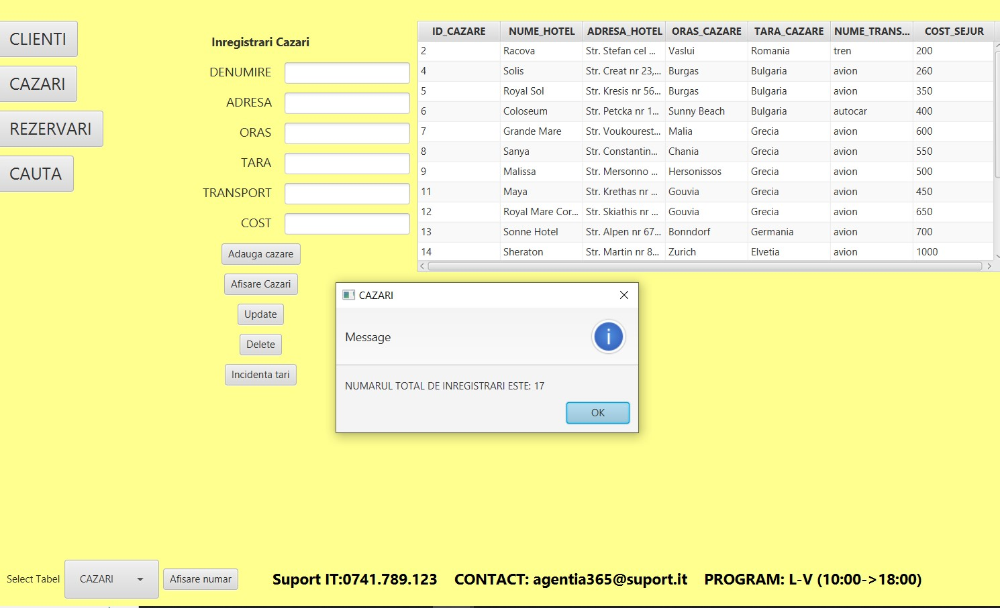 CLIENTI
CAZARI
REZERVARI
CAUTA
Inregistrari Cazari
DENUMIRE
ADRESA
ORAS
TARA
TRANSPORT
COST
Adauga cazare
Afisare Cazari
Update
Delete
Incidenta tari
ID_CAZARE NUME_HOTEL ADRESA_HOTEL ORAS_CAZARE TARA_CAZARE NUME_TRANS... COST_SEJUR
2 Racova Str. Stefan cel ... Vaslui Romania tren 200
4 Solis Str. Creat nr 23,... Burgas Bulgaria avion 260
5 Royal Sol Str. Kresis nr 56... Burgas Bulgaria avion 350
6 Coloseum Str. Petcka nr 1... Sunny Beach Bulgaria autocar 400
7 Grande Mare Str. Voukourest... Malia Grecia avion 600
8 Sanya Str. Constantin... Chania Grecia avion 550
9 Malissa Str. Mersonno ... Hersonissos Grecia avion 500
11 Maya Str. Krethas nr ... Gouvia Grecia avion 450
12 Royal Mare Cor... Str. Skiathis nr ... Gouvia Grecia avion 650
13 Sonne Hotel Str. Alpen nr 67... Bonndorf Germania avion 700
14 Sheraton Str. Martin nr 8... Zurich Elvetia avion 1000
CAZARI
Message
NUMARUL TOTAL DE INREGISTRARI ESTE: 17
OK
Select Tabel CAZARI Afisare numar Suport IT:0741.789.123 CONTACT: agentia365@suport.it PROGRAM: L-V (10:00->18:00)